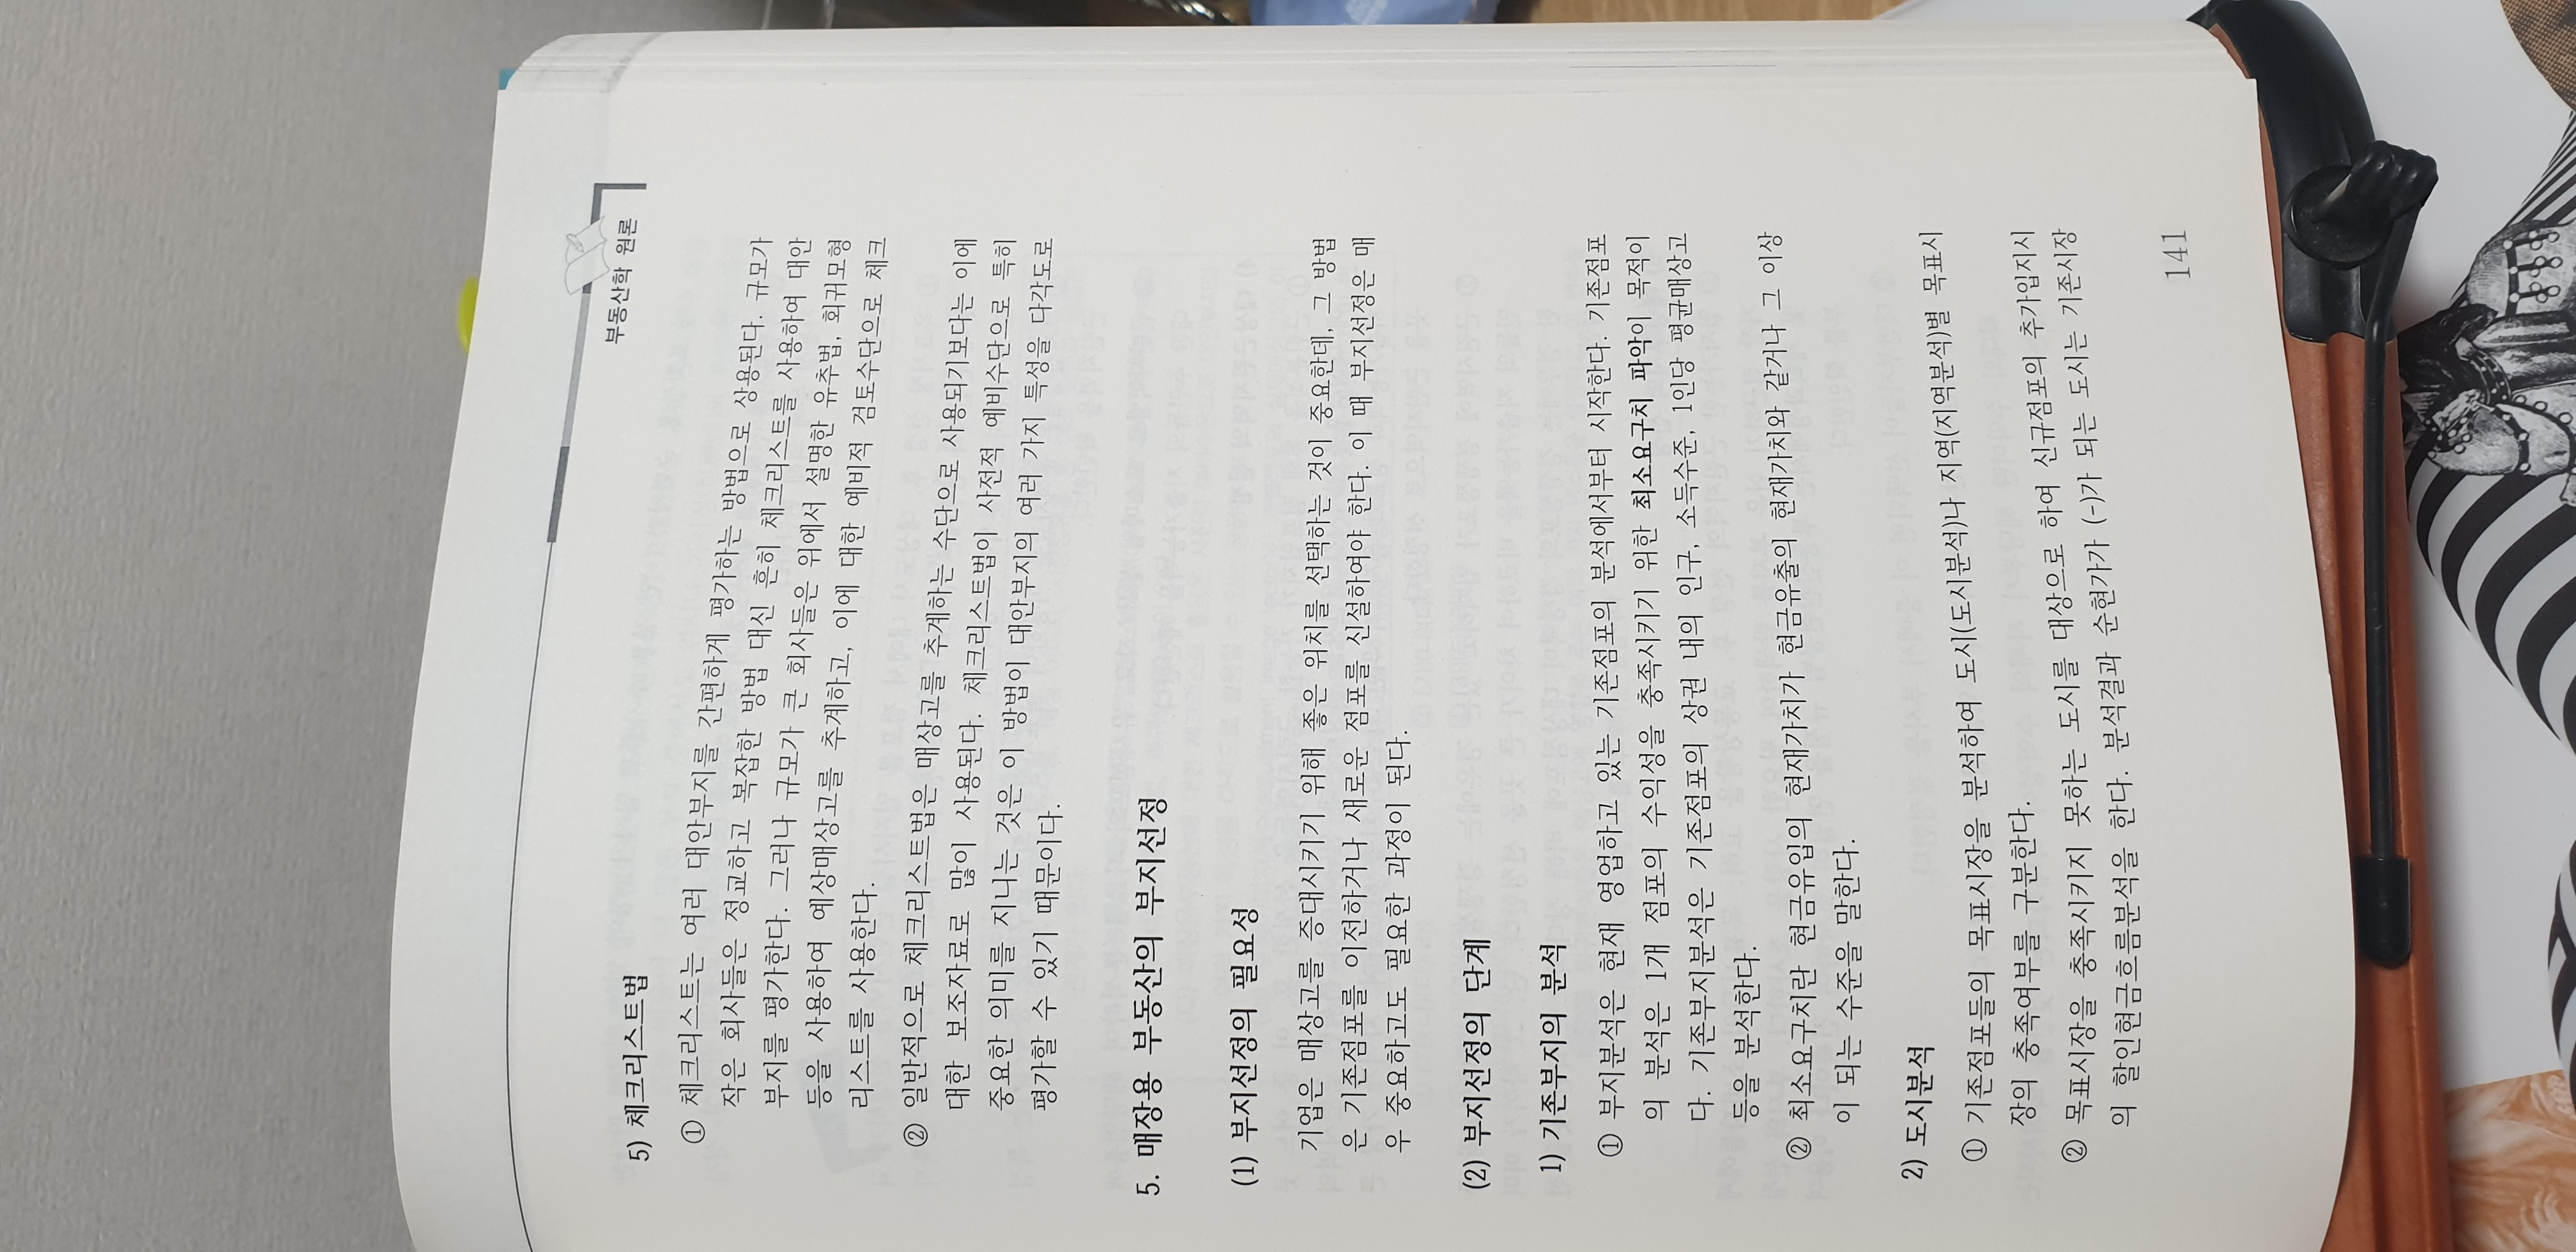 부동산학 원론
5) 체크리스트법
① 체크리스트는 여러 대안부지를 간편하게 평가하는 방법으로 상용된다. 규모가
작은 회사들은 정교하고 복잡한 방법 대신 흔히 체크리스트를 사용하여 대안
부지를 평가한다. 그러나 규모가 큰 회사들은 위에서 설명한 유추법, 회귀모형
등을 사용하여 예상매상고를 추계하고, 이에 대한 예비적 검토수단으로 체크
리스트를 사용한다.
② 일반적으로 체크리스트법은 매상고를 추계하는 수단으로 사용되기보다는 이에
대한 보조자료로 많이 사용된다. 체크리스트법이 사전적 예비수단으로 특히
중요한 의미를 지니는 것은 이 방법이 대안부지의 여러 가지 특성을 다각도로
평가할 수 있기 때문이다.
5. 매장용 부동산의 부지선정
(1) 부지선정의 필요성
기업은 매상고를 증대시키기 위해 좋은 위치를 선택하는 것이 중요한데, 그 방법
은 기존점포를 이전하거나 새로운 점포를 신설하여야 한다. 이 때 부지선정은 매
우 중요하고도 필요한 과정이 된다.
(2) 부지선정의 단계
1) 기존부지의 분석
① 부지분석은 현재 영업하고 있는 기존점포의 분석에서부터 시작한다. 기존점포
의 분석은 1개 점포의 수익성을 충족시키기 위한 최소요구치 파악이 목적이
다. 기존부지분석은 기존점포의 상권 내의 인구, 소득수준, 1인당 평균매상고
등을 분석한다.
② 최소요구치란 현금유입의 현재가치가 현금유출의 현재가치와 같거나 그 이상
이 되는 수준을 말한다.
2) 도시분석
① 기존점포들의 목표시장을 분석하여 도시(도시분석)나 지역(지역분석)별 목표시
장의 충족여부를 구분한다.
② 목표시장을 충족시키지 못하는 도시를 대상으로 하여 신규점포의 추가입지시
의 할인현금흐름분석을 한다. 분석결과 순현가가 (-)가 되는 도시는 기존시장
141